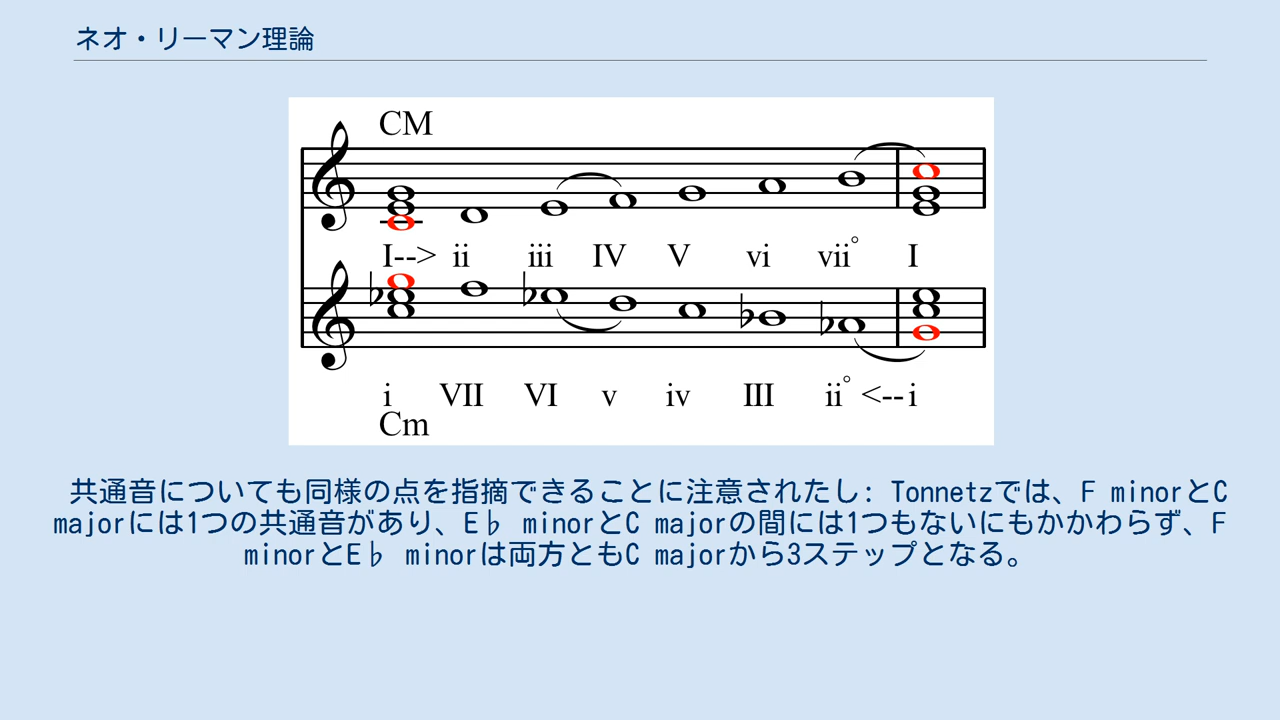 ネオ・リーマン理論
CM
I--> ii iii IV V vi vii° I
i VII VI v iv III ii° <--i
Cm
共通音についても同様の点を指摘できることに注意されたし: Tonnetzでは、F minorとC
majorには1つの共通音があり、E♭ minorとC majorの間には1つもないにもかかわらず、F
minorとE♭ minorは両方ともC majorから3ステップとなる。